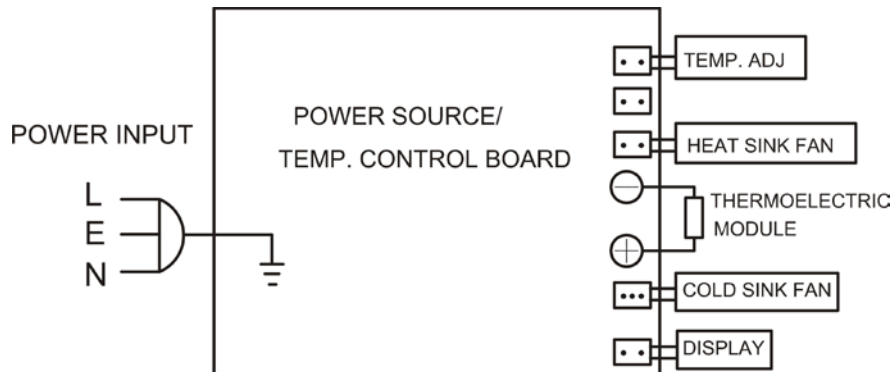 POWER INPUT
L
E
N
POWER SOURCE/
TEMP. CONTROL BOARD
TEMP. ADJ
HEAT SINK FAN
THERMOELECTRIC
MODULE
COLD SINK FAN
DISPLAY